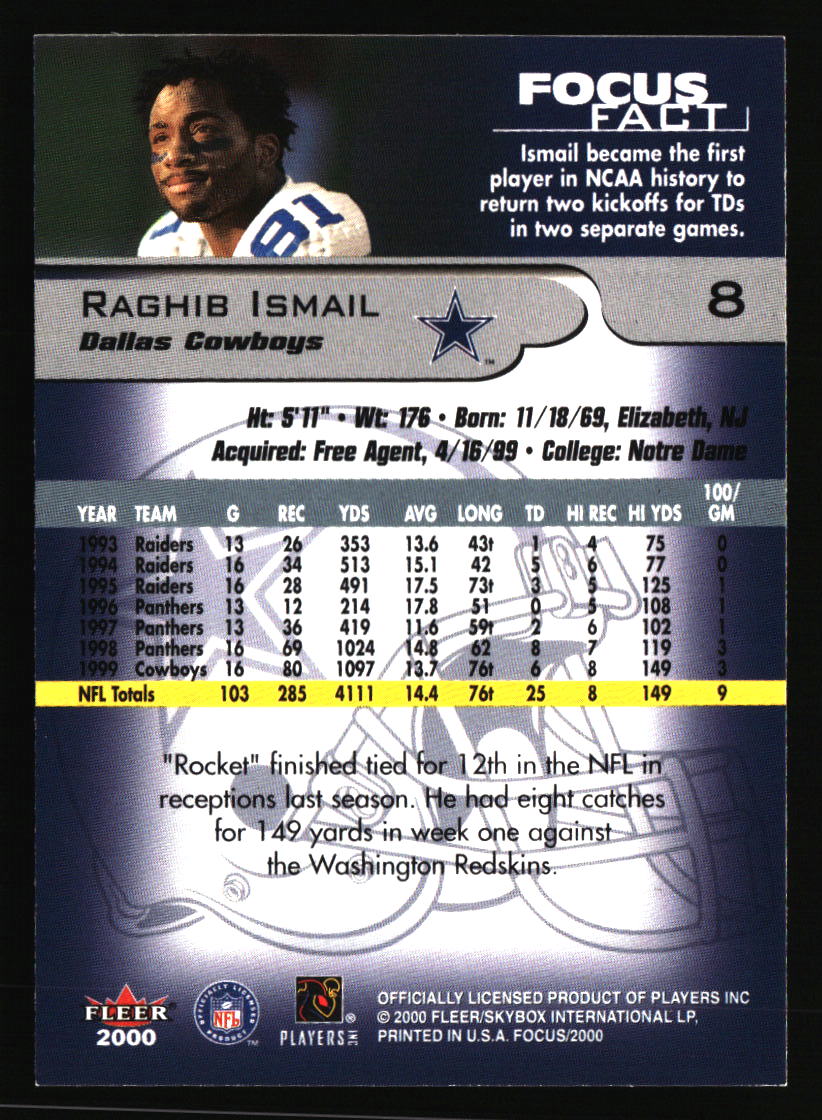 FOCUS
FACT
Ismail became the first
player in NCAA history to
return two kickoffs for TDs
in two separate games.
81
RAGHIB ISMAIL
8
Dallas Cowboys
TM
Ht: 5'11" • Wt: 176 • Born: 11/18/69, Elizabeth, NJ
Acquired: Free Agent, 4/16/99 • College: Notre Dame
YEAR TEAM G REC YDS AVG LONG TD HI REC HI YDS 100/GM
1993 Raiders 13 26 353 13.6 43t 1 4 75 0
1994 Raiders 16 34 513 15.1 42 5 6 77 0
1995 Raiders 16 28 491 17.5 73t 3 5 125 1
1996 Panthers 13 12 214 17.8 51 0 5 108 1
1997 Panthers 13 36 419 11.6 59t 2 6 102 1
1998 Panthers 16 69 1024 14.8 62 8 7 119 3
1999 Cowboys 16 80 1097 13.7 76t 6 8 149 3
NFL Totals 103 285 4111 14.4 76t 25 8 149 9
"Rocket" finished tied for 12th in the NFL in
receptions last season. He had eight catches
for 149 yards in week one against
the Washington Redskins.
FLEER®
2000
OFFICIALLY LICENSED
NFL
PRODUCT
TM
PLAYERS INC ®
OFFICIALLY LICENSED PRODUCT OF PLAYERS INC
© 2000 FLEER/SKYBOX INTERNATIONAL LP,
PRINTED IN U.S.A. FOCUS/2000